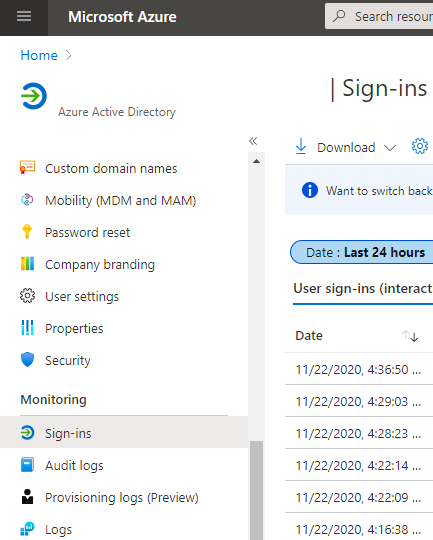 Microsoft Azure
Search resour
Home
| Sign-ins
Azure Active Directory
Custom domain names
Mobility (MDM and MAM)
Password reset
Company branding
User settings
Properties
Security
Monitoring
Sign-ins
Audit logs
Provisioning logs (Preview)
Logs
Download
Want to switch back
Date : Last 24 hours
User sign-ins (interact
Date
11/22/2020, 4:36:50 ...
11/22/2020, 4:29:03 ...
11/22/2020, 4:28:23 ...
11/22/2020, 4:22:14 ...
11/22/2020, 4:22:09 ...
11/22/2020, 4:16:38 ...